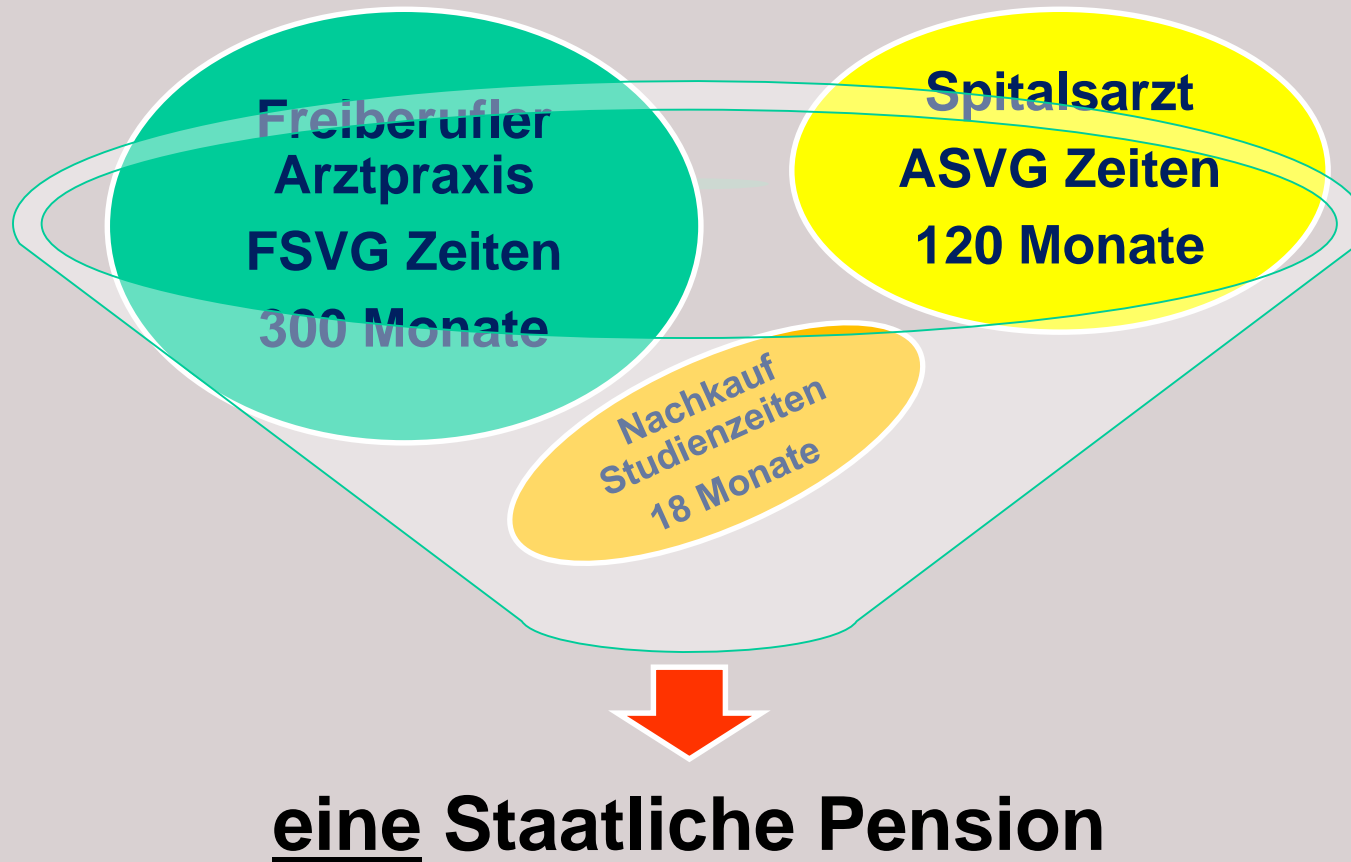 Freiberufler
Arztpraxis
FSVG Zeiten
300 Monate
Spitalsarzt
ASVG Zeiten
120 Monate
Nachkauf
Studienzeiten
18 Monate
eine Staatliche Pension